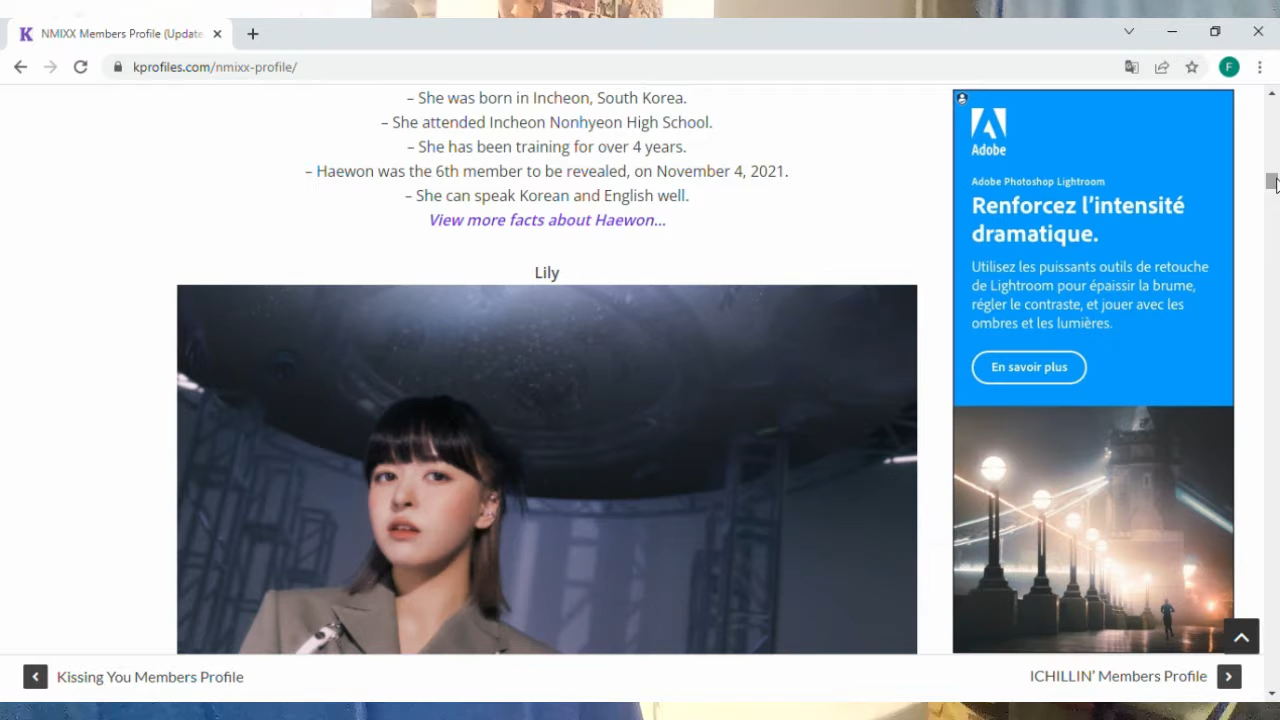 NMIXX Members Profile (Update
kprofiles.com/nmixx-profile/
F
– She was born in Incheon, South Korea.
– She attended Incheon Nonhyeon High School.
– She has been training for over 4 years.
– Haewon was the 6th member to be revealed, on November 4, 2021.
– She can speak Korean and English well.
View more facts about Haewon...
Lily
Adobe
Adobe Photoshop Lightroom
Renforcez l'intensité
dramatique.
Utilisez les puissants outils de retouche
de Lightroom pour épaissir la brume,
régler le contraste, et jouer avec les
ombres et les lumières.
En savoir plus
Kissing You Members Profile
ICHILLIN' Members Profile